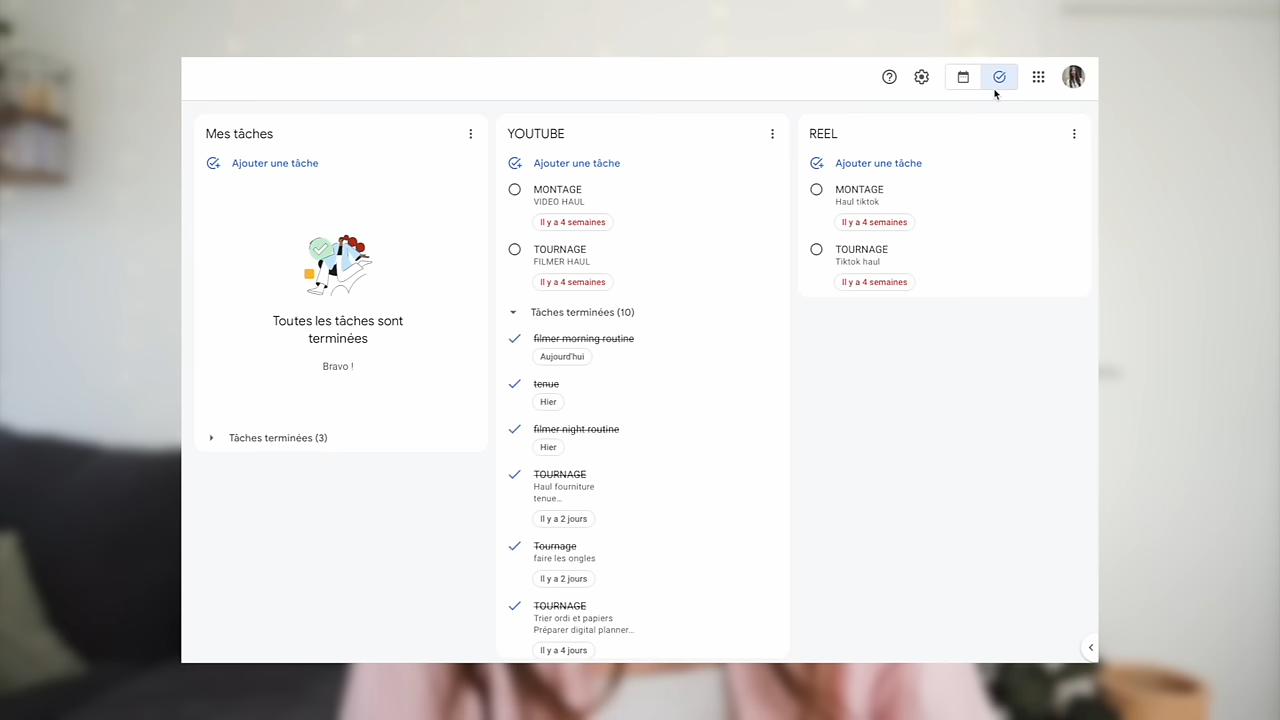 Mes tâches
Ajouter une tâche
Toutes les tâches sont
terminées
Bravo !
Tâches terminées (3)
YOUTUBE
Ajouter une tâche
MONTAGE
VIDEO HAUL
Il y a 4 semaines
TOURNAGE
FILMER HAUL
Il y a 4 semaines
Tâches terminées (10)
filmer morning routine
Aujourd'hui
tenue
Hier
filmer night routine
Hier
TOURNAGE
Haul fourniture
tenue…
Il y a 2 jours
Tournage
faire les ongles
Il y a 2 jours
TOURNAGE
Trier ordi et papiers
Préparer digital planner…
Il y a 4 jours
REEL
Ajouter une tâche
MONTAGE
Haul tiktok
Il y a 4 semaines
TOURNAGE
Tiktok haul
Il y a 4 semaines